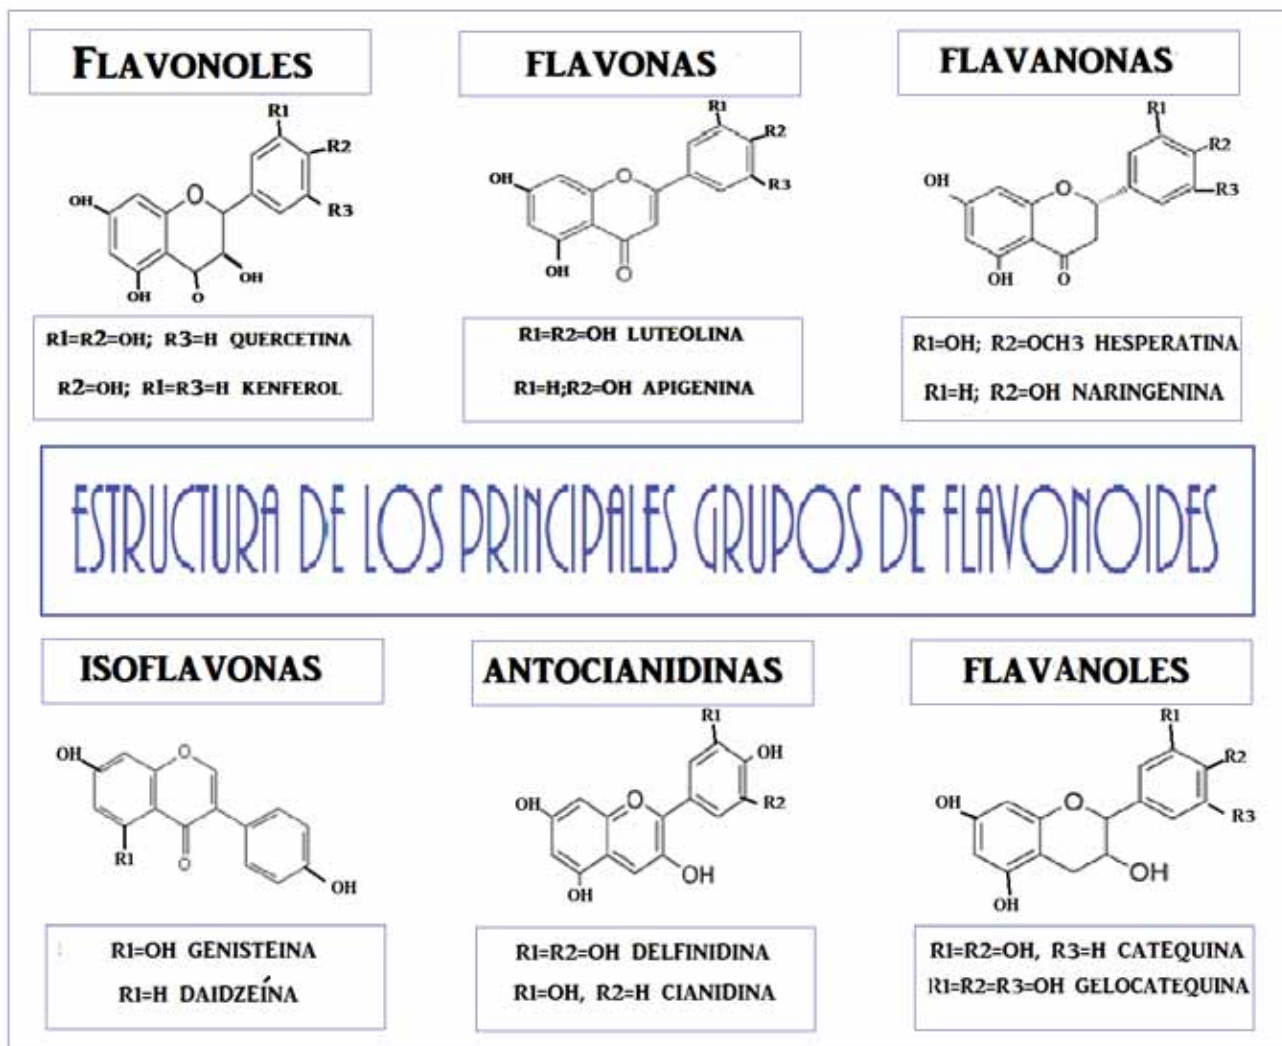 FLAVONOLES
R1
R2
R3
O
OH
OH
OH
O
R1=R2=OH; R3=H QUERCETINA
R2=OH; R1=R3=H KENFEROL
FLAVONAS
R1
R2
R3
O
OH
OH
O
R1=R2=OH LUTEOLINA
R1=H;R2=OH APIGENINA
FLAVANONAS
R1
R2
R3
OH
O
OH
O
R1=OH; R2=OCH3 HESPERATINA
R1=H; R2=OH NARINGENINA
ESTRUCTURA DE LOS PRINCIPALES GRUPOS DE FLAVONOIDES
ISOFLAVONAS
OH
O
R1
O
OH
R1=OH GENISTEINA
R1=H DAIDZEÍNA
ANTOCIANIDINAS
R1
OH
R2
OH
O
OH
OH
R1=R2=OH DELFINIDINA
R1=OH, R2=H CIANIDINA
FLAVANOLES
R1
R2
R3
OH
O
OH
OH
R1=R2=OH, R3=H CATEQUINA
R1=R2=R3=OH GELOCATEQUINA